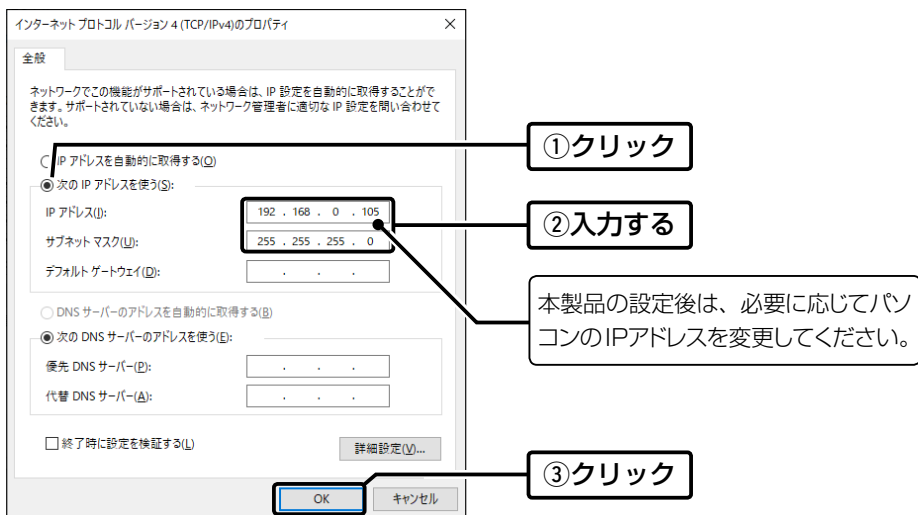 インターネット プロトコル バージョン 4 (TCP/IPv4)のプロパティ
全般
ネットワークでこの機能がサポートされている場合は、IP 設定を自動的に取得することがで
きます。サポートされていない場合は、ネットワーク管理者に適切な IP 設定を問い合わせて
ください。
IP アドレスを自動的に取得する(O)
次の IP アドレスを使う(S):
IP アドレス(I):
192 . 168 . 0 . 105
サブネット マスク(U):
255 . 255 . 255 . 0
デフォルト ゲートウェイ(D):
. . .
DNS サーバーのアドレスを自動的に取得する(B)
次の DNS サーバーのアドレスを使う(E):
優先 DNS サーバー(P):
. . .
代替 DNS サーバー(A):
. . .
終了時に設定を検証する(L)
詳細設定(V)...
OK
キャンセル
①クリック
②入力する
本製品の設定後は、必要に応じてパソ
コンのIPアドレスを変更してください。
③クリック